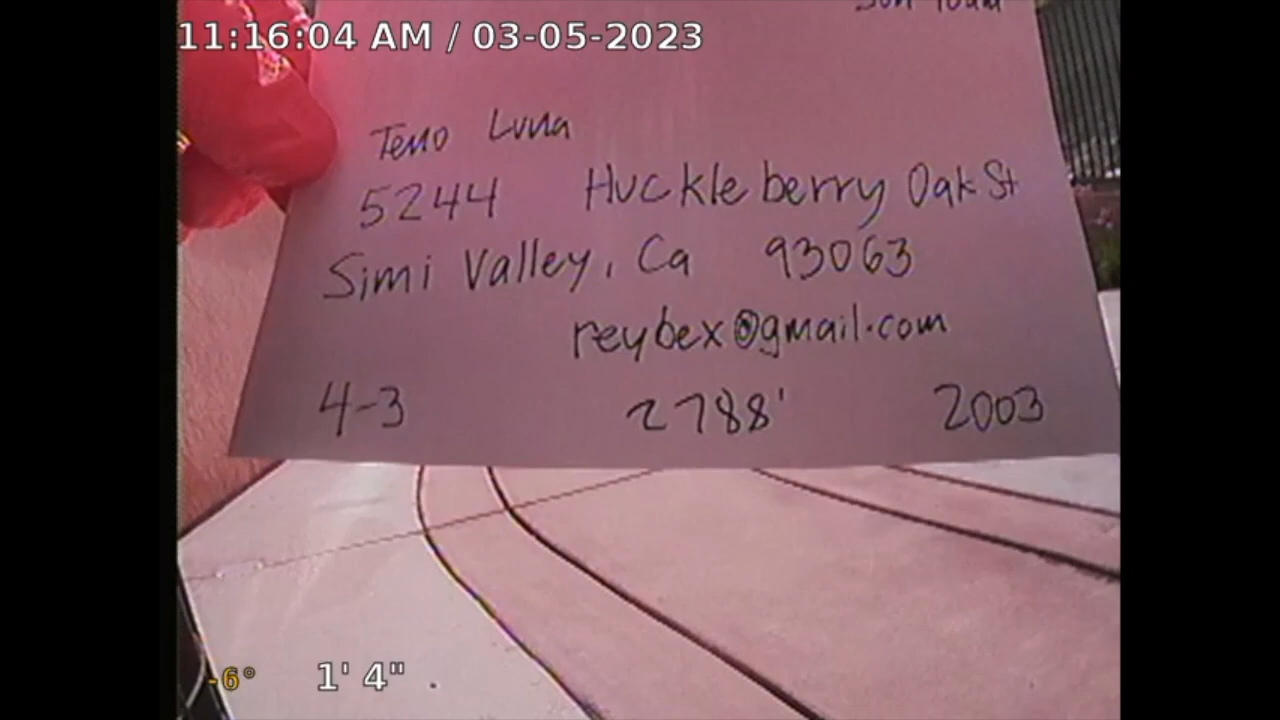 11:16:04 AM / 03-05-2023
Teno Luna
5244 Huckleberry Oak St
Simi Valley, Ca 93063
reybex@gmail.com
4-3 2788' 2003
-6° 1' 4"